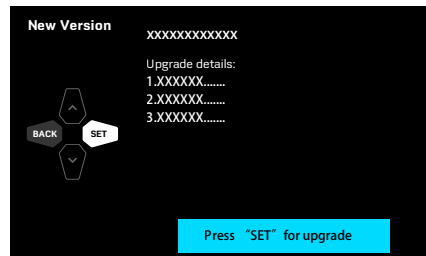 New Version
XXXXXXXXXXXX
Upgrade details:
1.XXXXXX.......
2.XXXXXX.......
3.XXXXXX.......
BACK
SET
Press “SET” for upgrade